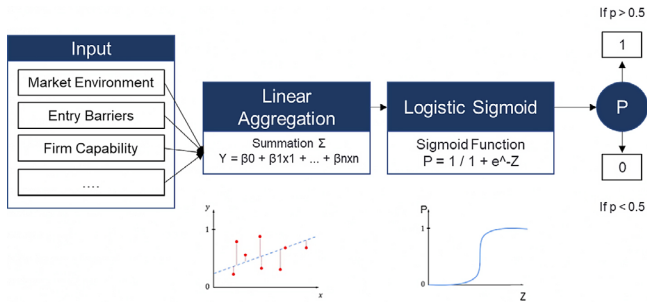 Input
Market Environment
Entry Barriers
Firm Capability
....
Linear
Aggregation
Summation Σ
Y = β0 + β1x1 + ... + βnxn
Logistic Sigmoid
Sigmoid Function
P = 1 / 1 + e^-Z
If p > 0.5
1
P
0
If p < 0.5
y
1
0
x
P
1
0
Z